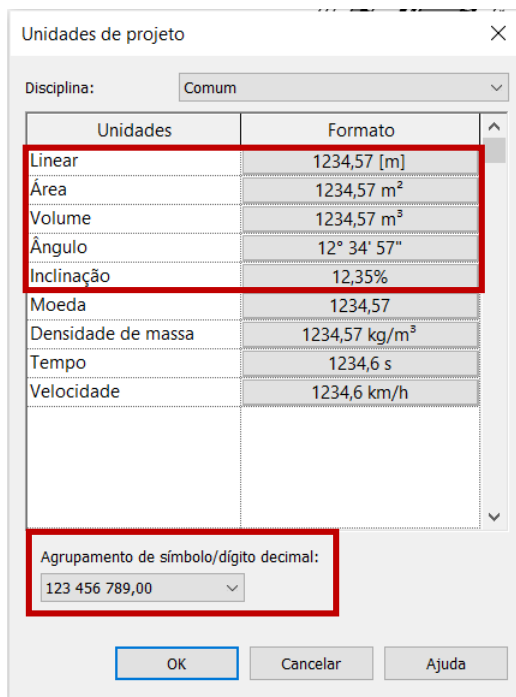 Unidades de projeto
Disciplina: Comum
Unidades Formato
Linear 1234,57 [m]
Área 1234,57 m²
Volume 1234,57 m³
Ângulo 12° 34' 57"
Inclinação 12,35%
Moeda 1234,57
Densidade de massa 1234,57 kg/m³
Tempo 1234,6 s
Velocidade 1234,6 km/h
Agrupamento de símbolo/dígito decimal:
123 456 789,00
OK Cancelar Ajuda